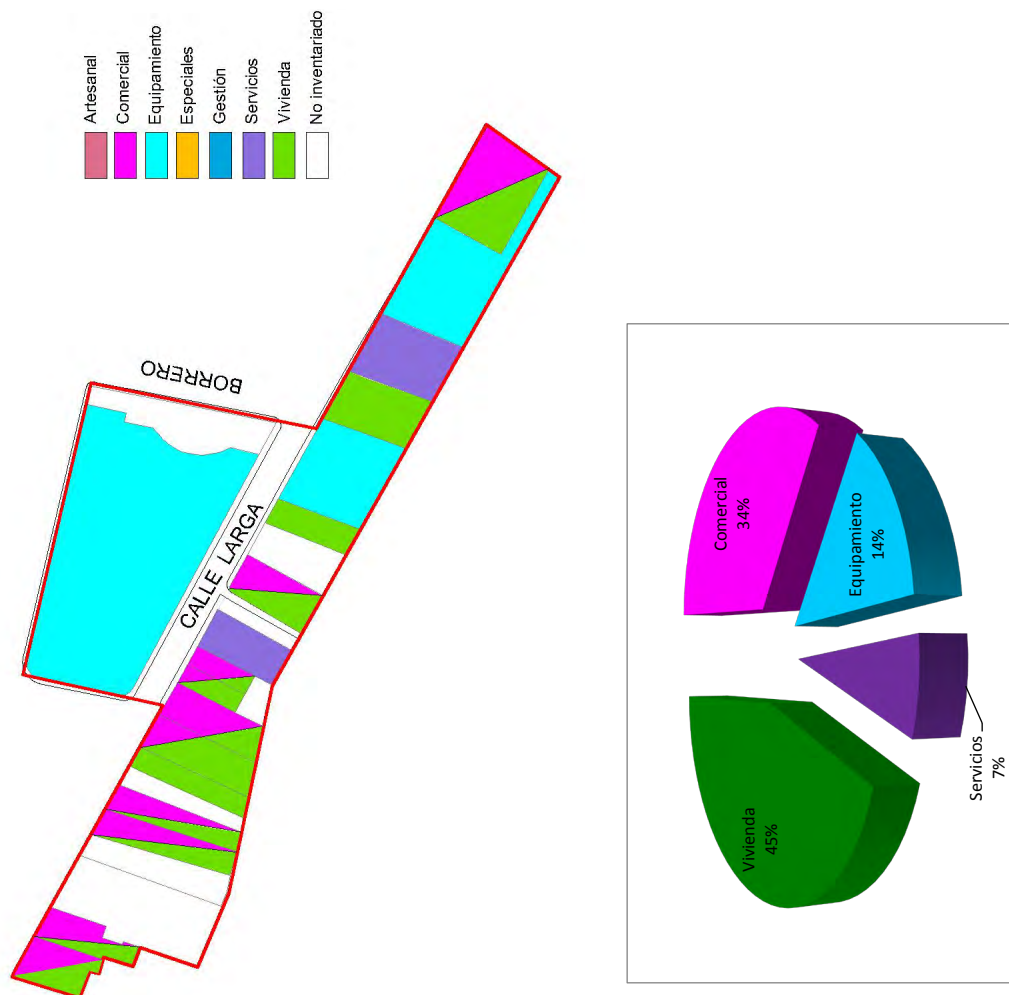 Artesanal
Comercial
Equipamiento
Especiales
Gestión
Servicios
Vivienda
No inventariado
BORRERO
CALLE LARGA
Comercial
34%
Equipamiento
14%
Servicios
7%
Vivienda
45%